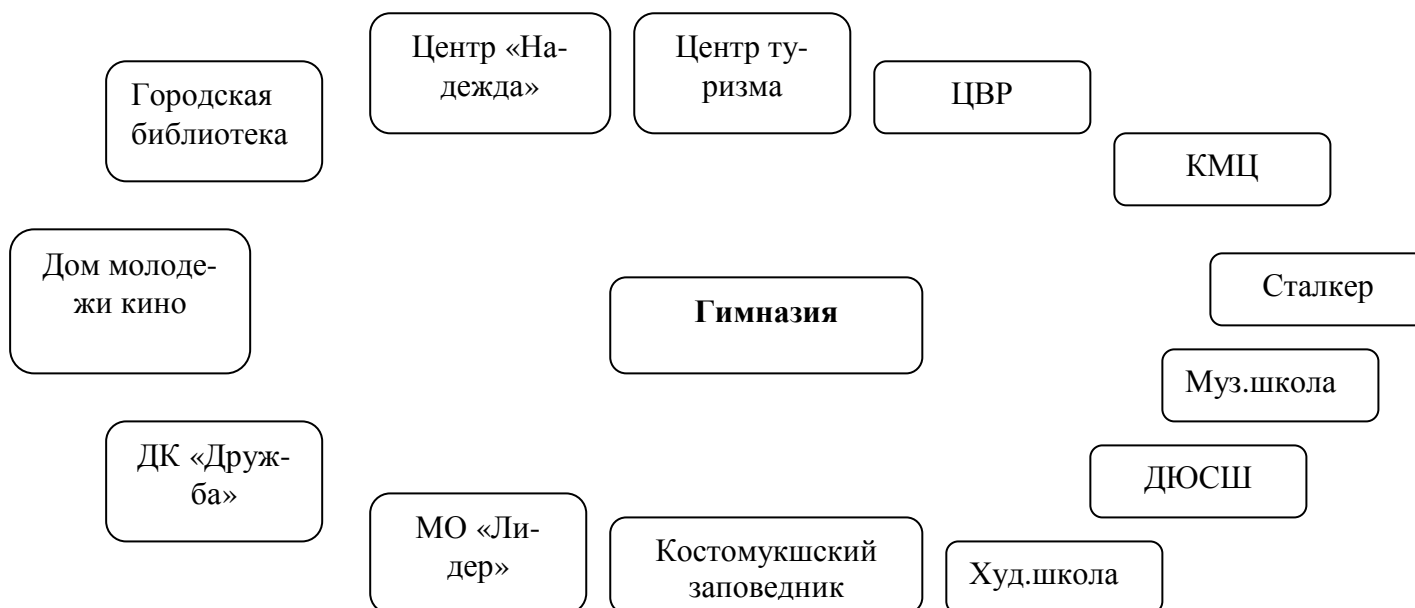 Центр «На-
дежда»
Центр ту-
ризма
ЦВР
Городская
библиотека
КМЦ
Дом молоде-
жи кино
Гимназия
Сталкер
Муз.школа
ДК «Друж-
ба»
ДЮСШ
МО «Ли-
дер»
Костомукшский
заповедник
Худ.школа